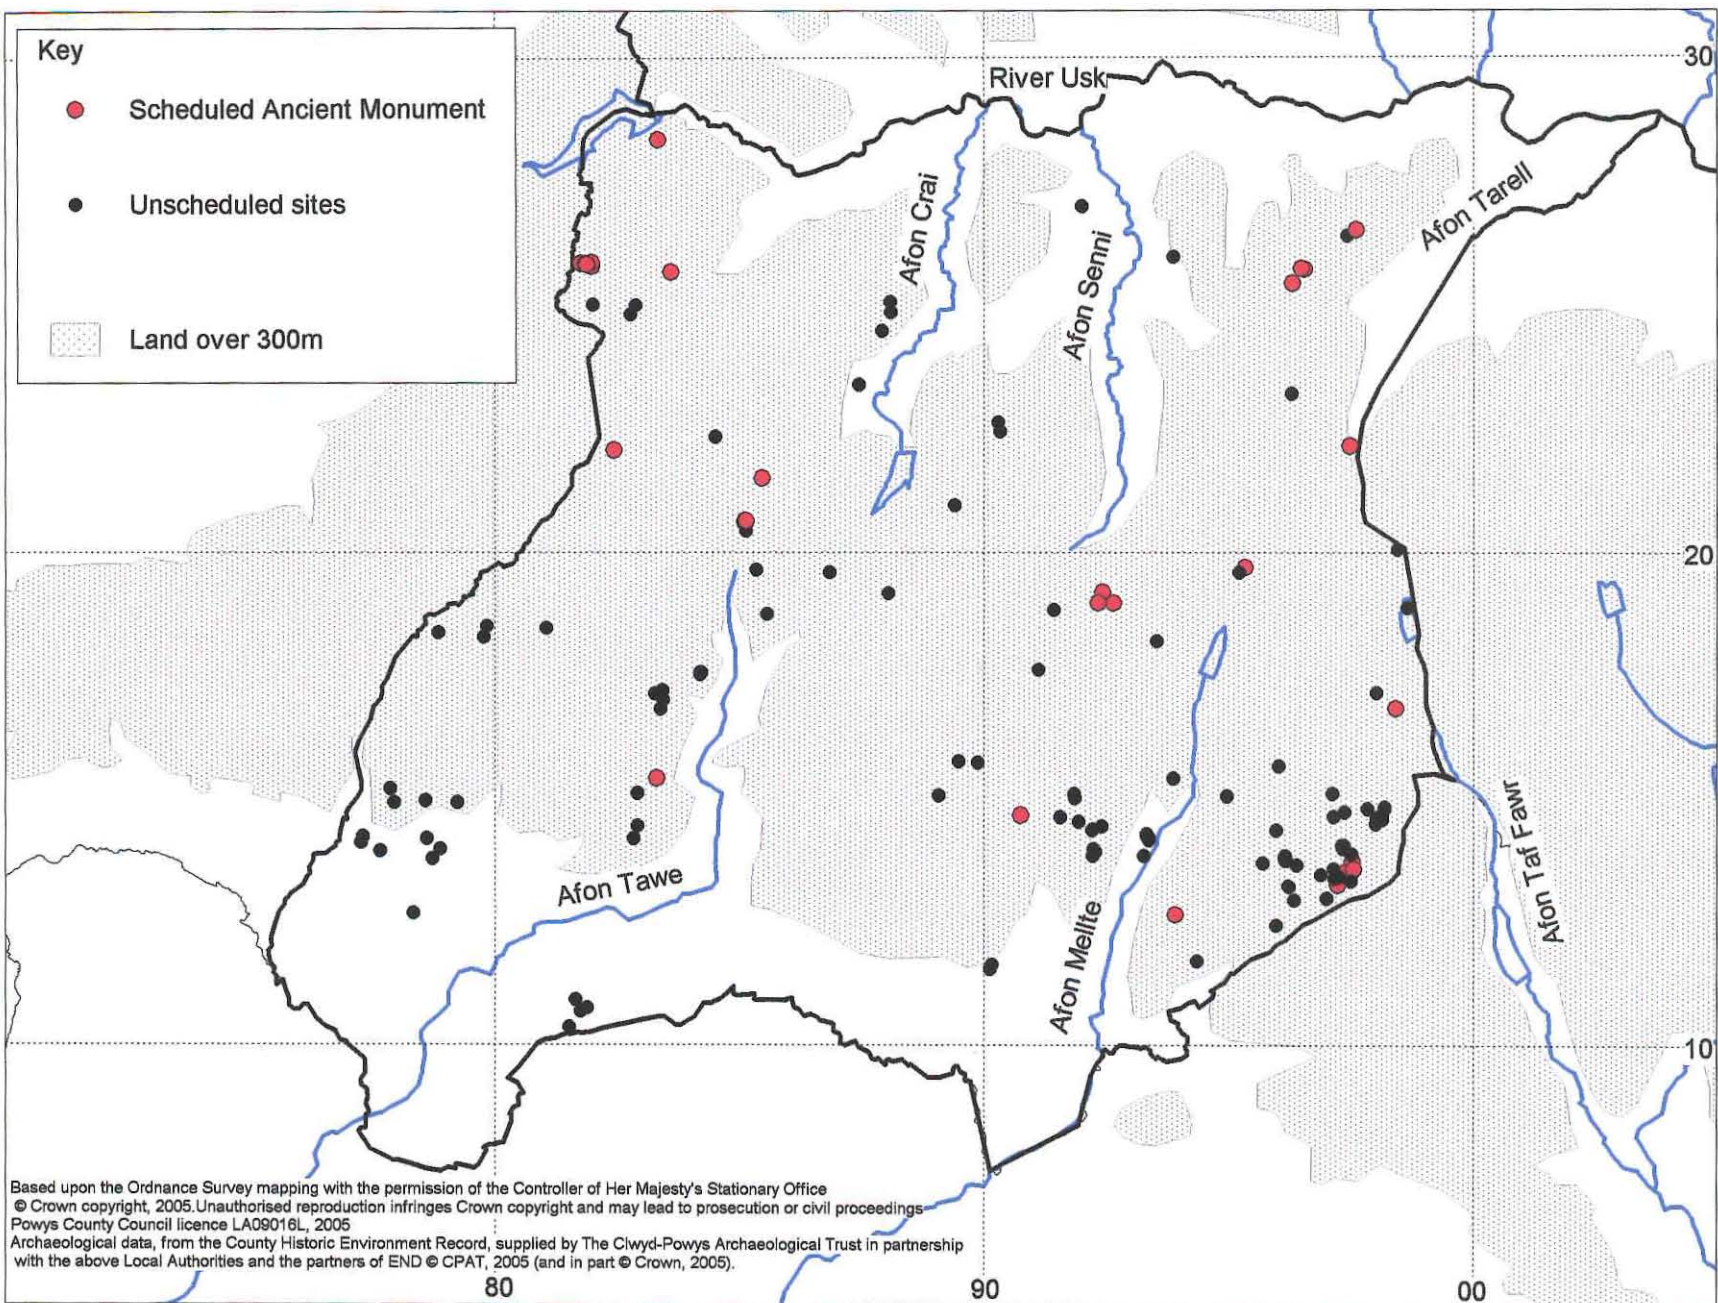 Key
Scheduled Ancient Monument
Unscheduled sites
Land over 300m
River Usk
30
Afon Crai
Afon Senni
Afon Tarell
20
Afon Tawe
Afon Mellte
Afon Taf Fawr
10
Based upon the Ordnance Survey mapping with the permission of the Controller of Her Majesty's Stationary Office
© Crown copyright, 2005.Unauthorised reproduction infringes Crown copyright and may lead to prosecution or civil proceedings
Powys County Council licence LA09016L, 2005
Archaeological data, from the County Historic Environment Record, supplied by The Clwyd-Powys Archaeological Trust in partnership
with the above Local Authorities and the partners of END © CPAT, 2005 (and in part © Crown, 2005).
80
90
00